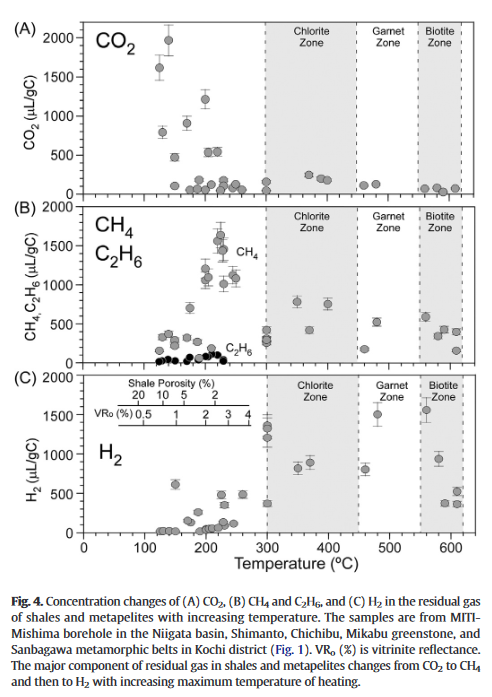 (A)
CO2
Chlorite Zone
Garnet Zone
Biotite Zone
CO2 (μL/gC)
2000
1500
1000
500
0
(B)
CH4
C2H6
Chlorite Zone
Garnet Zone
Biotite Zone
CH4, C2H6 (μL/gC)
2000
1500
1000
500
0
CH4
C2H6
(C)
Shale Porosity (%)
20 10 5 2
VRo (%) 0.5 1 2 3 4
H2
Chlorite Zone
Garnet Zone
Biotite Zone
H2 (μL/gC)
2000
1500
1000
500
0
0 100 200 300 400 500 600
Temperature (ºC)
Fig. 4. Concentration changes of (A) CO2, (B) CH4 and C2H6, and (C) H2 in the residual gas
of shales and metapelites with increasing temperature. The samples are from MITI-
Mishima borehole in the Niigata basin, Shimanto, Chichibu, Mikabu greenstone, and
Sanbagawa metamorphic belts in Kochi district (Fig. 1). VRo (%) is vitrinite reflectance.
The major component of residual gas in shales and metapelites changes from CO2 to CH4
and then to H2 with increasing maximum temperature of heating.